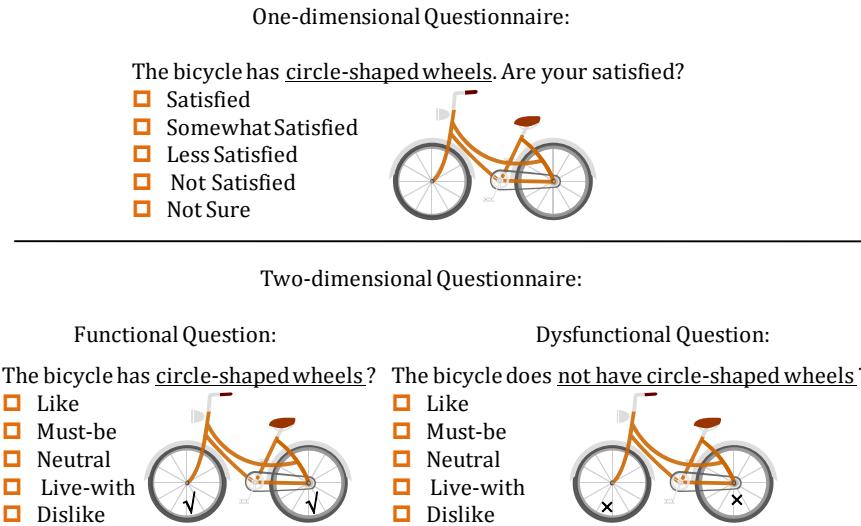 One-dimensional Questionnaire:
The bicycle has circle-shaped wheels. Are your satisfied?
Satisfied
Somewhat Satisfied
Less Satisfied
Not Satisfied
Not Sure
Two-dimensional Questionnaire:
Functional Question:
The bicycle has circle-shaped wheels ?
Like
Must-be
Neutral
Live-with
Dislike
Dysfunctional Question:
The bicycle does not have circle-shaped wheels ?
Like
Must-be
Neutral
Live-with
Dislike